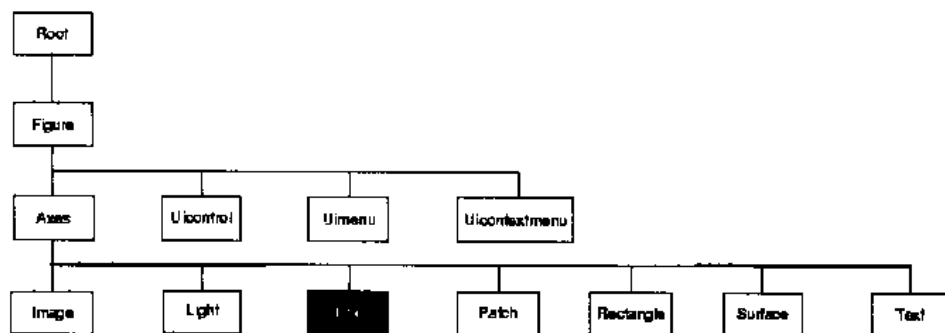 Root
Figure
Axes
Uicontrol
Uimenu
Uicontextmenu
Image
Light
Patch
Rectangle
Surface
Text